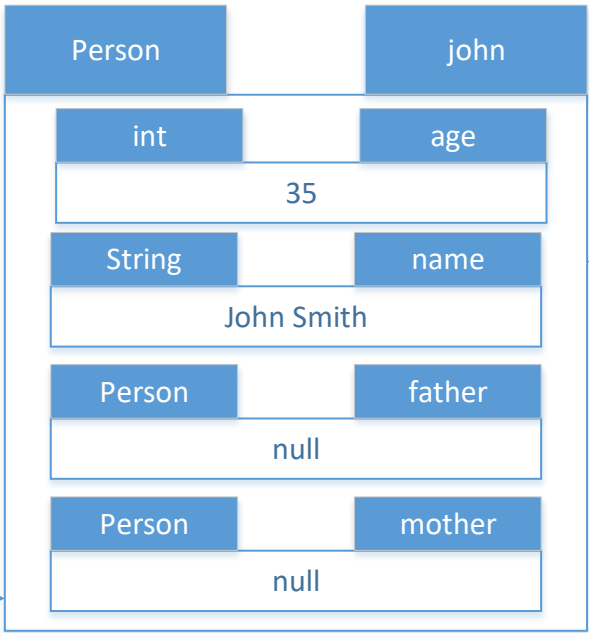 Person john
int age
35
String name
John Smith
Person father
null
Person mother
null